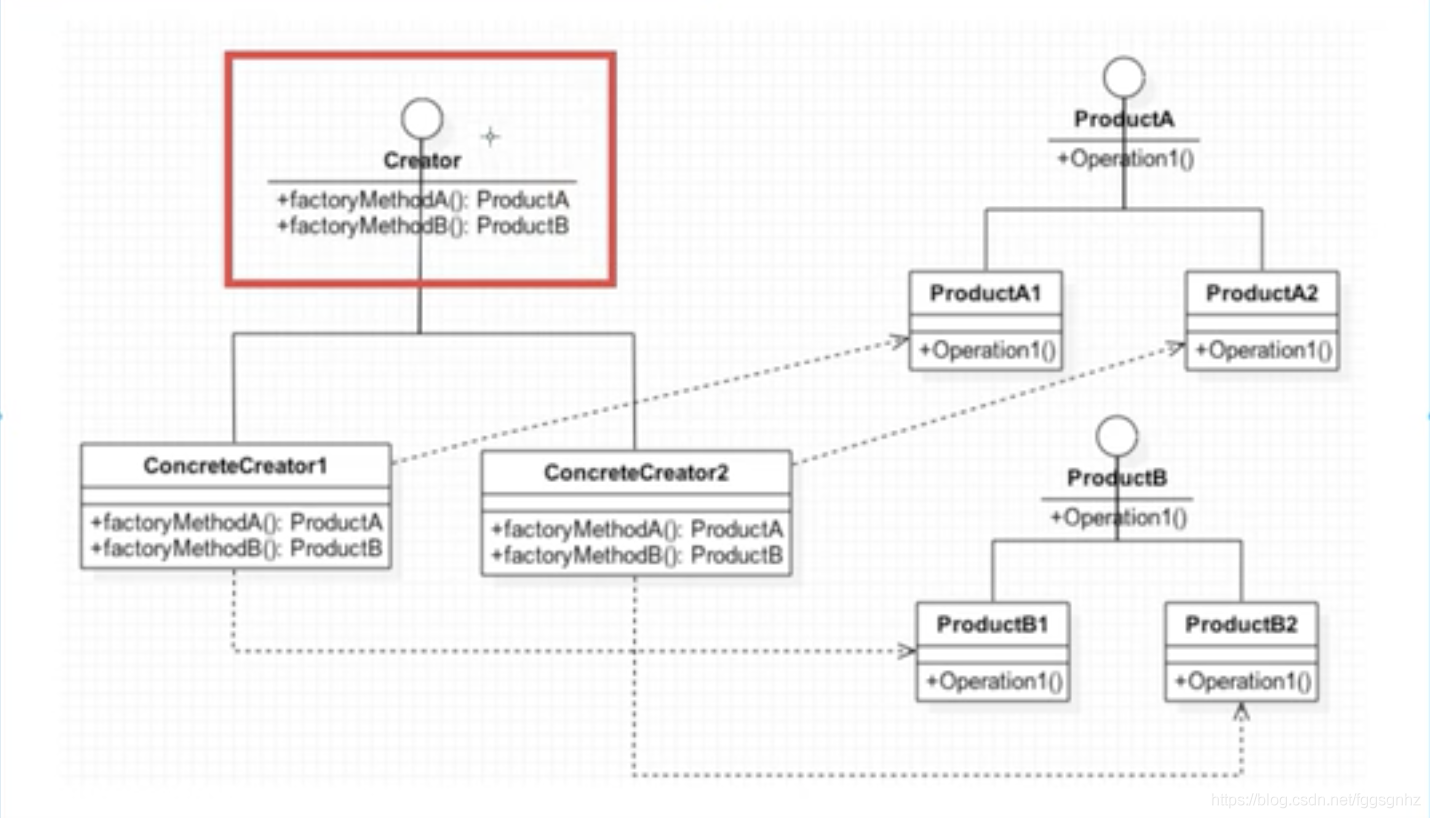 Creator
+factoryMethodA(): ProductA
+factoryMethodB(): ProductB
ProductA
+Operation1()
ProductA1
+Operation1()
ProductA2
+Operation1()
ConcreteCreator1
+factoryMethodA(): ProductA
+factoryMethodB(): ProductB
ConcreteCreator2
+factoryMethodA(): ProductA
+factoryMethodB(): ProductB
ProductB
+Operation1()
ProductB1
+Operation1()
ProductB2
+Operation1()
https://blog.csdn.net/fggsgnhz